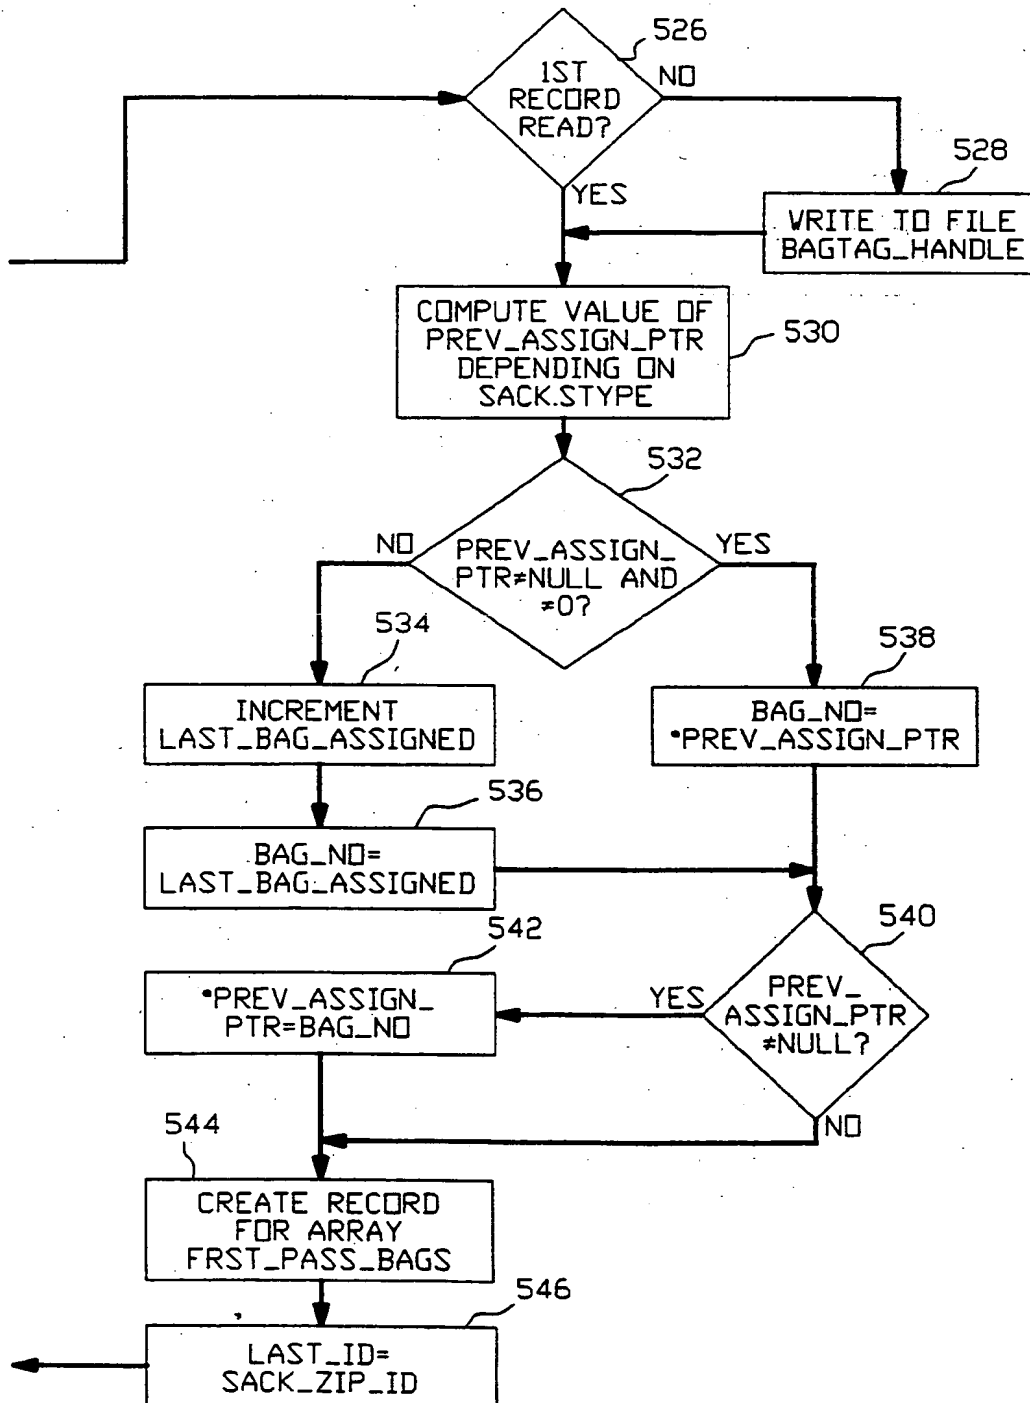 526
1ST
RECORD
READ?
NO
YES
528
WRITE TO FILE
BAGTAG_HANDLE
COMPUTE VALUE OF
PREV_ASSIGN_PTR
DEPENDING ON
SACK.STYPE
530
532
NO
PREV_ASSIGN_
PTR≠NULL AND
≠0?
YES
534
INCREMENT
LAST_BAG_ASSIGNED
538
BAG_NO=
*PREV_ASSIGN_PTR
536
BAG_NO=
LAST_BAG_ASSIGNED
540
PREV_
ASSIGN_PTR
≠NULL?
YES
NO
542
*PREV_ASSIGN_
PTR=BAG_NO
544
CREATE RECORD
FOR ARRAY
FRST_PASS_BAGS
546
LAST_ID=
SACK_ZIP_ID